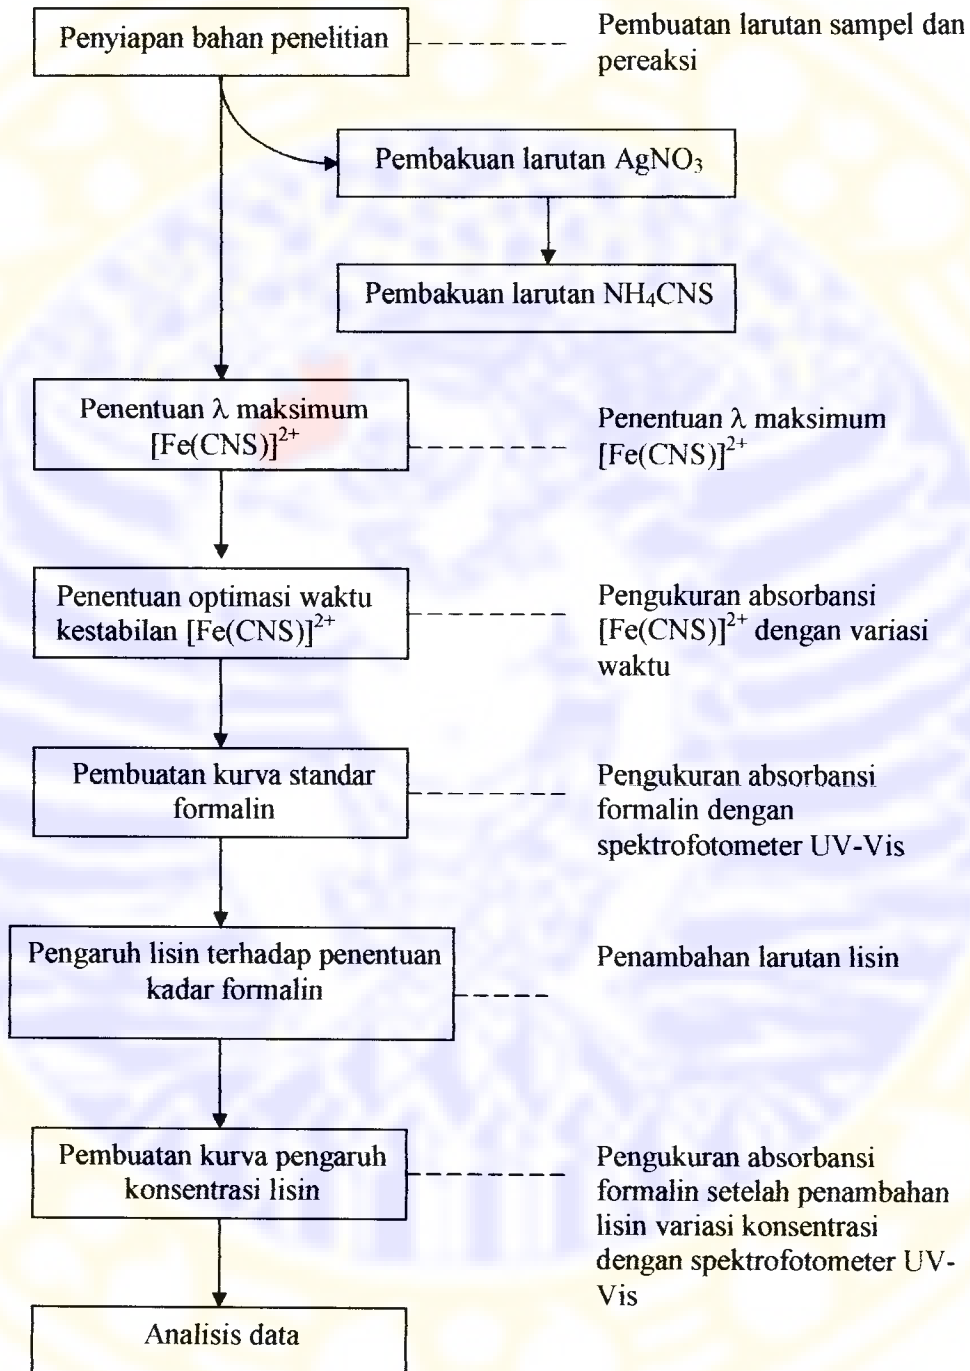 Penyiapan bahan penelitian
Pembuatan larutan sampel dan
pereaksi
Pembakuan larutan AgNO₃
Pembakuan larutan NH₄CNS
Penentuan λ maksimum
[Fe(CNS)]²⁺
Penentuan λ maksimum
[Fe(CNS)]²⁺
Penentuan optimasi waktu
kestabilan [Fe(CNS)]²⁺
Pengukuran absorbansi
[Fe(CNS)]²⁺ dengan variasi
waktu
Pembuatan kurva standar
formalin
Pengukuran absorbansi
formalin dengan
spektrofotometer UV-Vis
Pengaruh lisin terhadap penentuan
kadar formalin
Penambahan larutan lisin
Pembuatan kurva pengaruh
konsentrasi lisin
Pengukuran absorbansi
formalin setelah penambahan
lisin variasi konsentrasi
dengan spektrofotometer UV-
Vis
Analisis data